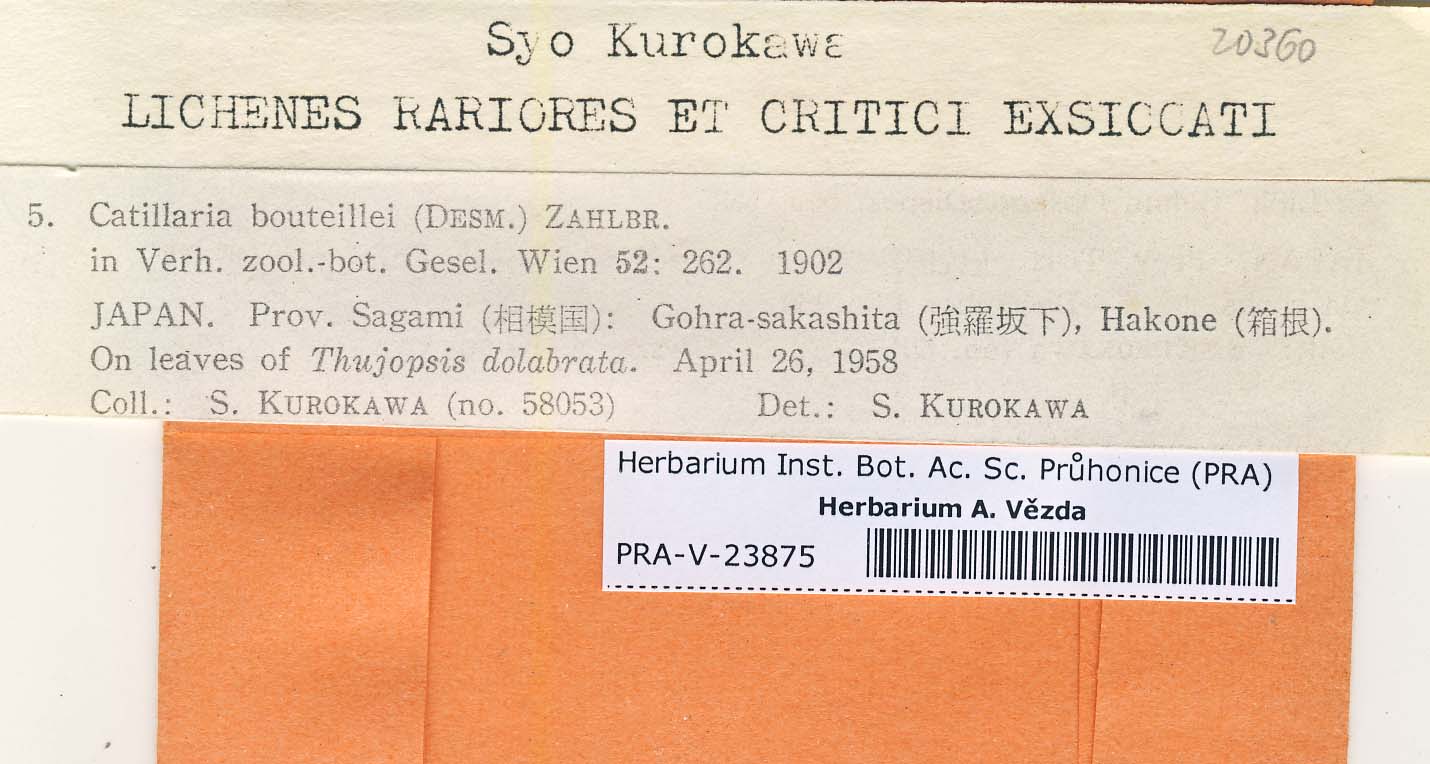 Syo Kurokawa
20360
LICHENES RARIORES ET CRITICI EXSICCATI
5. Catillaria bouteillei (DESM.) ZAHLBR.
in Verh. zool.-bot. Gesel. Wien 52: 262. 1902
JAPAN. Prov. Sagami (相模国): Gohra-sakashita (強羅坂下), Hakone (箱根).
On leaves of Thujopsis dolabrata. April 26, 1958
Coll.: S. KUROKAWA (no. 58053) Det.: S. KUROKAWA
Herbarium Inst. Bot. Ac. Sc. Průhonice (PRA)
Herbarium A. Vězda
PRA-V-23875